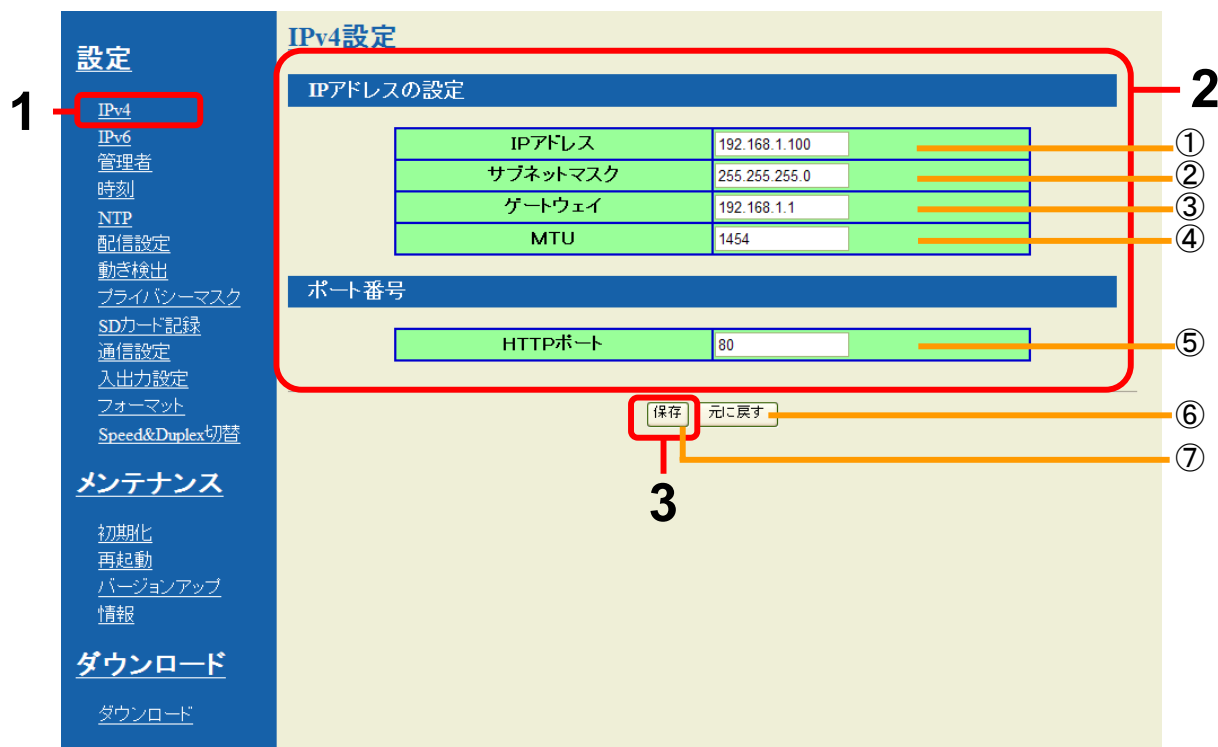 設定
1
IPv4
IPv6
管理者
時刻
NTP
配信設定
動き検出
プライバシーマスク
SDカード記録
通信設定
入出力設定
フォーマット
Speed&Duplex切替
メンテナンス
初期化
再起動
バージョンアップ
情報
ダウンロード
ダウンロード
IPv4設定
IPアドレスの設定
2
IPアドレス 192.168.1.100 ①
サブネットマスク 255.255.255.0 ②
ゲートウェイ 192.168.1.1 ③
MTU 1454 ④
ポート番号
HTTPポート 80 ⑤
保存 元に戻す ⑥
⑦
3